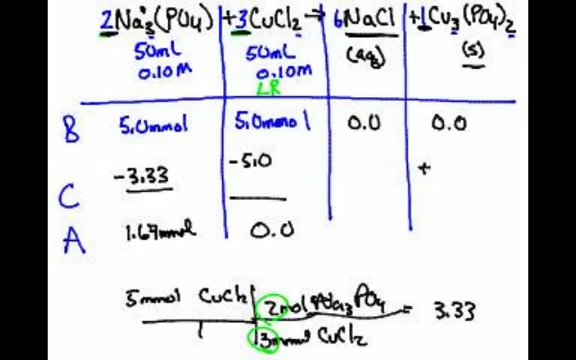 2Na₃(PO₄) + 3CuCl₂ → 6NaCl + 1Cu₃(PO₄)₂
50mL 50mL (aq) (s)
0.10M 0.10M
LR
B 5.0mmol 5.0mmol 0.0 0.0
C -3.33 -5.0 +
A 1.67mmol 0.0
5mmol CuCl₂ | 2mol Na₃PO₄ = 3.33
1 | 3mmol CuCl₂